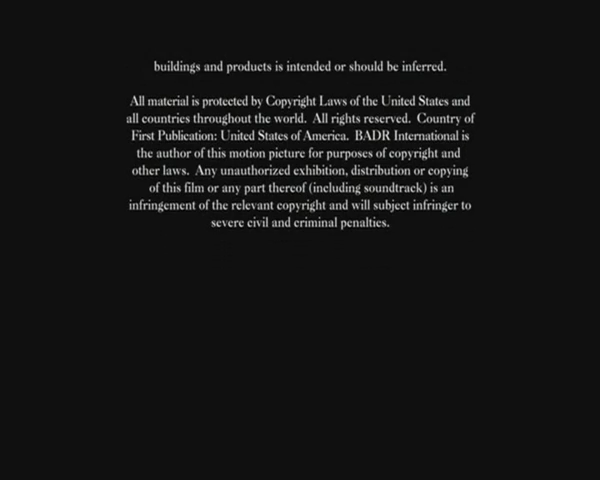 buildings and products is intended or should be inferred.
All material is protected by Copyright Laws of the United States and
all countries throughout the world.  All rights reserved.  Country of
First Publication: United States of America.  BADR International is
the author of this motion picture for purposes of copyright and
other laws.  Any unauthorized exhibition, distribution or copying
of this film or any part thereof (including soundtrack) is an
infringement of the relevant copyright and will subject infringer to
severe civil and criminal penalties.